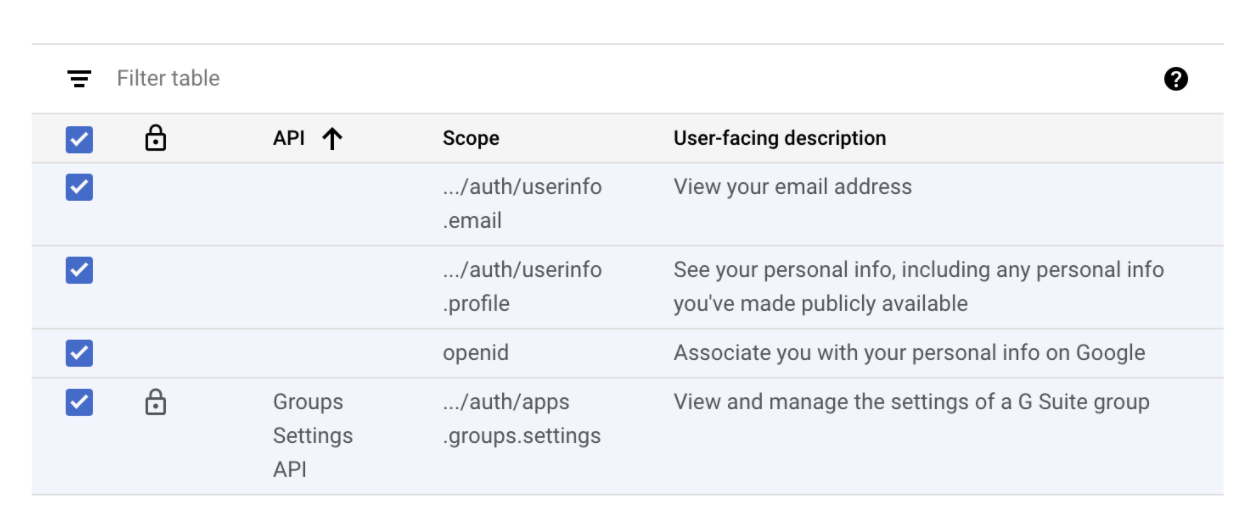 Filter table
API Scope User-facing description
.../auth/userinfo View your email address
.email
.../auth/userinfo See your personal info, including any personal info
.profile you've made publicly available
openid Associate you with your personal info on Google
Groups .../auth/apps View and manage the settings of a G Suite group
Settings .groups.settings
API